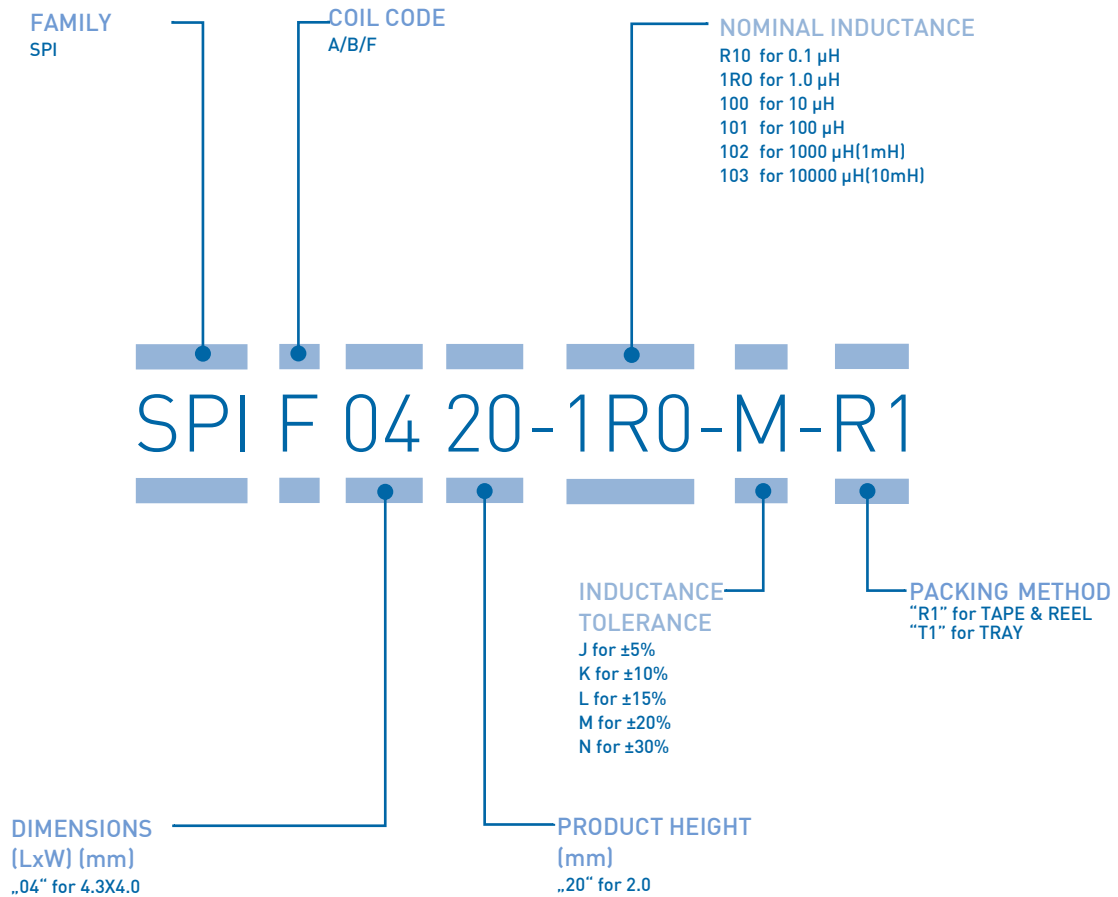 FAMILY
SPI
COIL CODE
A/B/F
NOMINAL INDUCTANCE
R10 for 0.1 µH
1RO for 1.0 µH
100 for 10 µH
101 for 100 µH
102 for 1000 µH(1mH)
103 for 10000 µH(10mH)
SPI F 04 20-1R0-M-R1
INDUCTANCE
TOLERANCE
J for ±5%
K for ±10%
L for ±15%
M for ±20%
N for ±30%
PACKING METHOD
“R1” for TAPE & REEL
“T1” for TRAY
DIMENSIONS
(LxW) (mm)
„04“ for 4.3X4.0
PRODUCT HEIGHT
(mm)
„20“ for 2.0